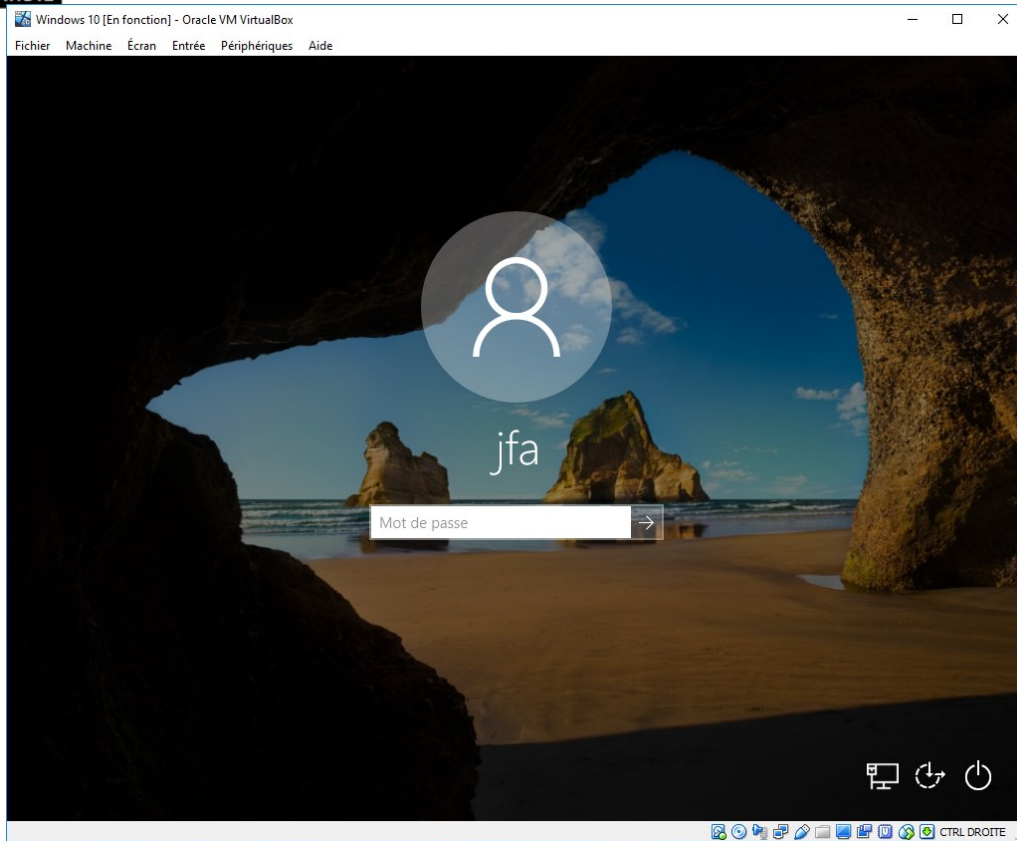 Windows 10 [En fonction] - Oracle VM VirtualBox
Fichier Machine Écran Entrée Périphériques Aide
jfa
Mot de passe
CTRL DROITE